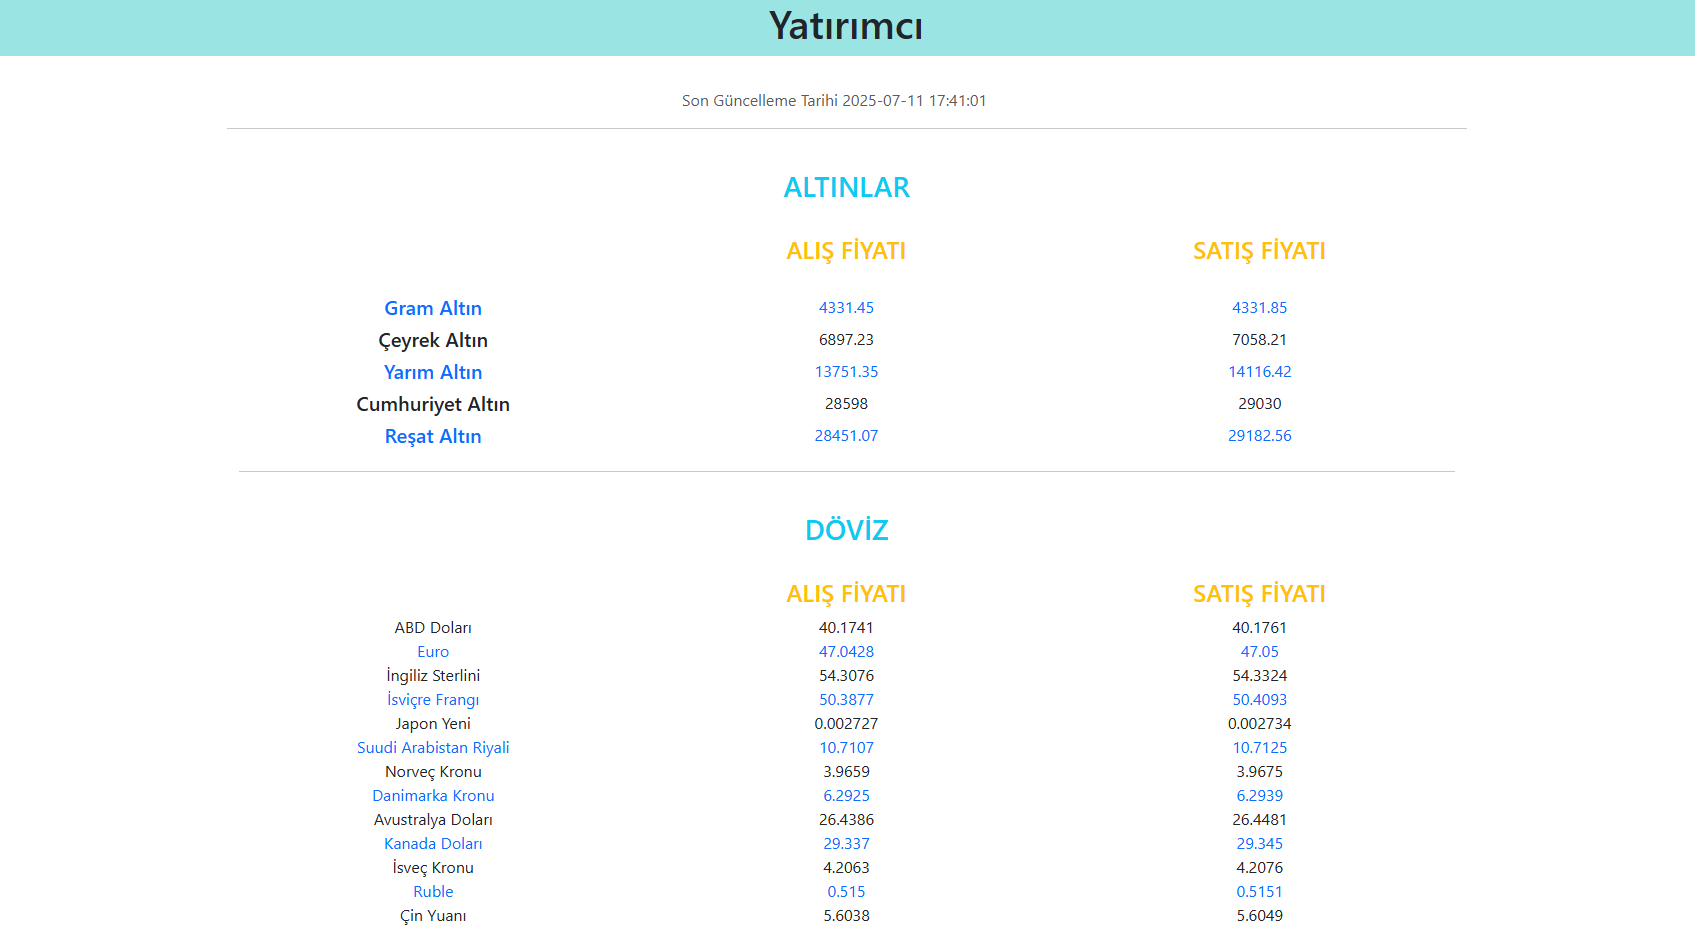 Yatırımcı
Son Güncelleme Tarihi 2025-07-11 17:41:01
ALTINLAR
ALIŞ FİYATI SATIŞ FİYATI
Gram Altın 4331.45 4331.85
Çeyrek Altın 6897.23 7058.21
Yarım Altın 13751.35 14116.42
Cumhuriyet Altın 28598 29030
Reşat Altın 28451.07 29182.56
DÖVİZ
ALIŞ FİYATI SATIŞ FİYATI
ABD Doları 40.1741 40.1761
Euro 47.0428 47.05
İngiliz Sterlini 54.3076 54.3324
İsviçre Frangı 50.3877 50.4093
Japon Yeni 0.002727 0.002734
Suudi Arabistan Riyali 10.7107 10.7125
Norveç Kronu 3.9659 3.9675
Danimarka Kronu 6.2925 6.2939
Avustralya Doları 26.4386 26.4481
Kanada Doları 29.337 29.345
İsveç Kronu 4.2063 4.2076
Ruble 0.515 0.5151
Çin Yuanı 5.6038 5.6049